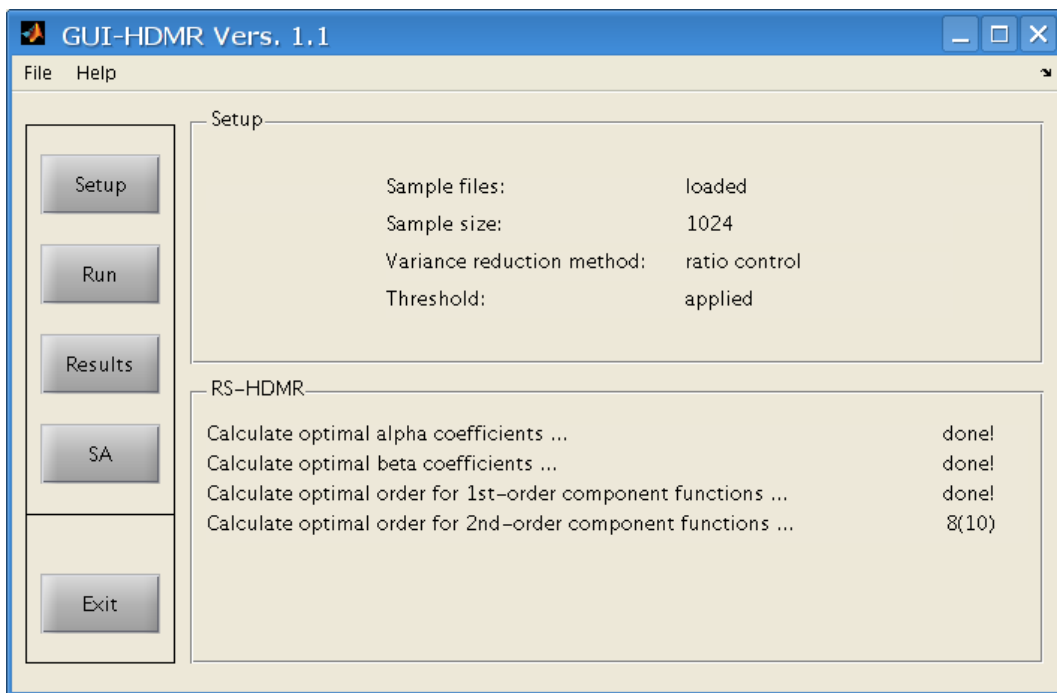 GUI-HDMR Vers. 1.1
File Help
Setup
Run
Results
SA
Exit
Setup
Sample files: loaded
Sample size: 1024
Variance reduction method: ratio control
Threshold: applied
RS-HDMR
Calculate optimal alpha coefficients ... done!
Calculate optimal beta coefficients ... done!
Calculate optimal order for 1st-order component functions ... done!
Calculate optimal order for 2nd-order component functions ... 8(10)